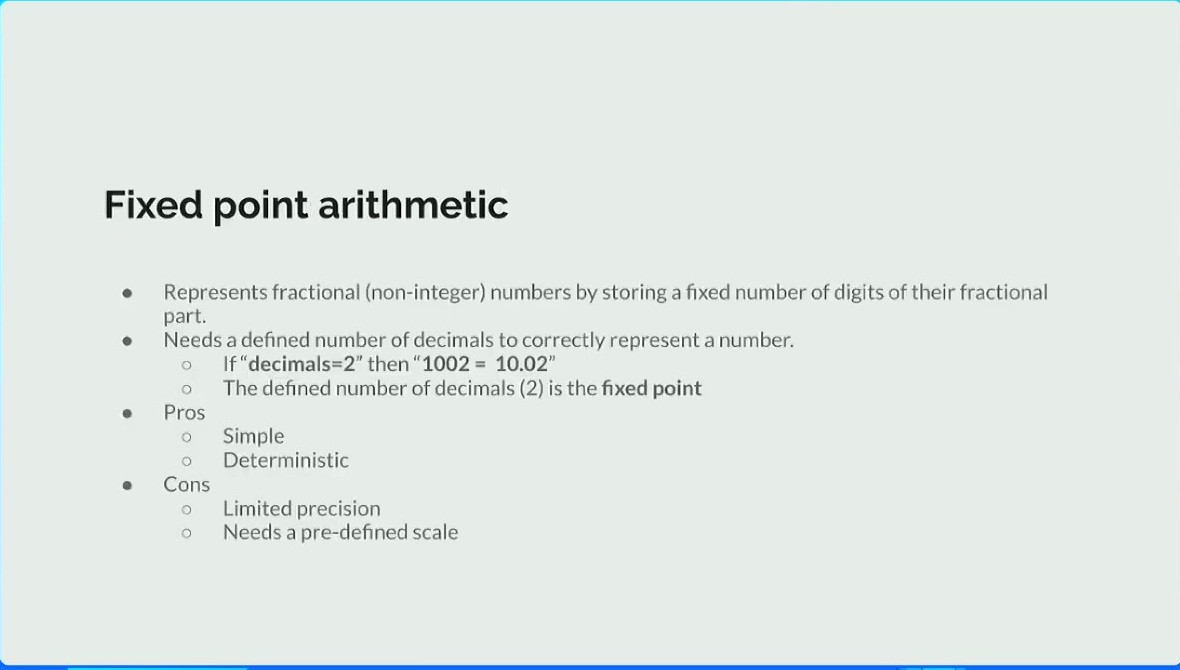 Fixed point arithmetic
● Represents fractional (non-integer) numbers by storing a fixed number of digits of their fractional
part.
● Needs a defined number of decimals to correctly represent a number.
○ If “decimals=2” then “1002 =  10.02”
○ The defined number of decimals (2) is the fixed point
● Pros
○ Simple
○ Deterministic
● Cons
○ Limited precision
○ Needs a pre-defined scale